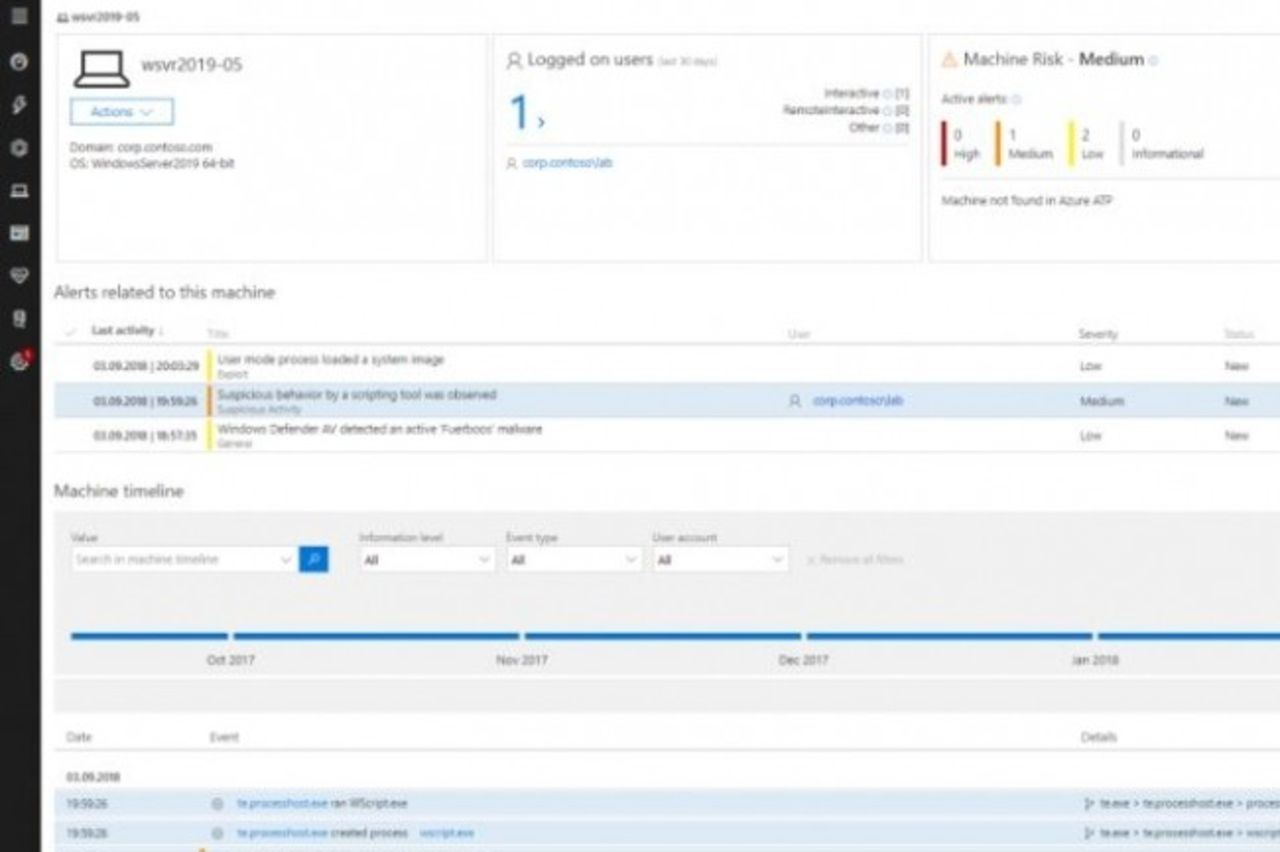 wsvr2019-05
wsvr2019-05
Actions
Domain: corp.contoso.com
OS: WindowsServer2019 64-bit
Logged on users (last 30 days)
1
Interactive [1]
RemoteInteractive [0]
Other [0]
corp.contoso\lab
Machine Risk - Medium
Active alerts:
0 1 2 0
High Medium Low Informational
Machine not found in Azure ATP
Alerts related to this machine
Last activity ↓ Title User Severity Status
03.09.2018 | 20:03:29 User mode process loaded a system image Low New
Exploit
03.09.2018 | 19:59:26 Suspicious behavior by a scripting tool was observed corp.contoso\lab Medium New
Suspicious Activity
03.09.2018 | 18:57:35 Windows Defender AV detected an active 'Fuerboos' malware Low New
General
Machine timeline
Value Information level Event type User account
Search in machine timeline All All All Remove all filters
Oct 2017 Nov 2017 Dec 2017 Jan 2018
Date Event Details
03.09.2018
19:59:26 te.processhost.exe ran WScript.exe te.exe > te.processhost.exe > proces
19:59:26 te.processhost.exe created process wscript.exe te.exe > te.processhost.exe > wscript